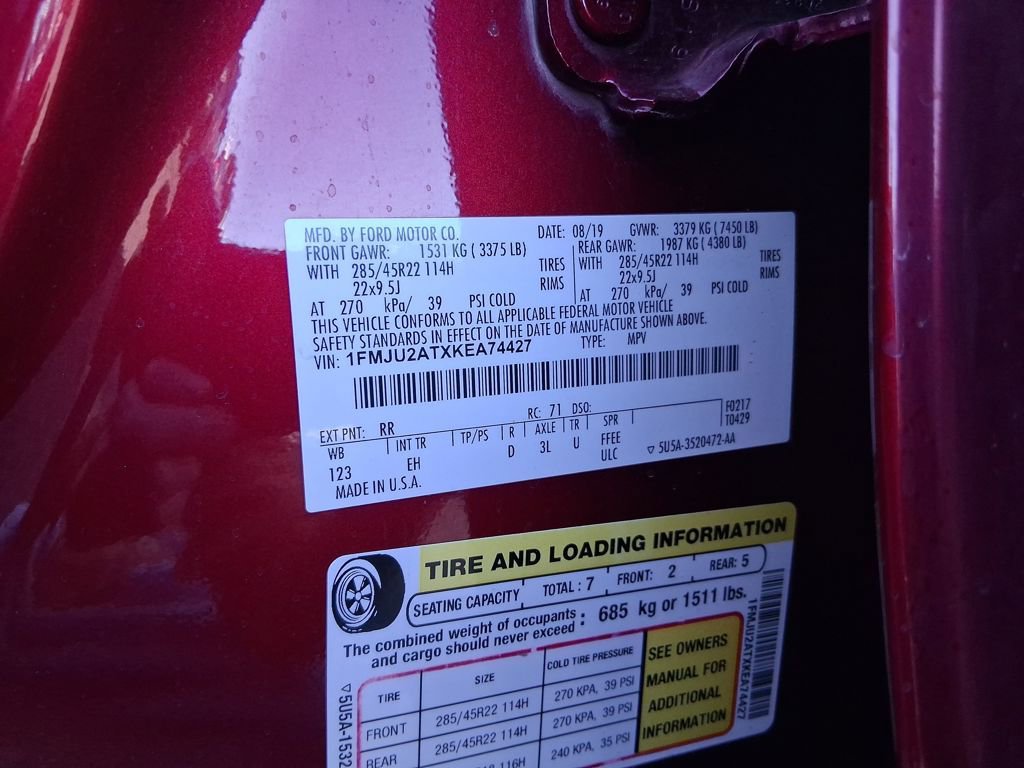 MFD. BY FORD MOTOR CO. DATE: 08/19 GVWR: 3379 KG ( 7450 LB)
FRONT GAWR: 1531 KG ( 3375 LB) REAR GAWR: 1987 KG ( 4380 LB)
WITH 285/45R22 114H TIRES WITH 285/45R22 114H TIRES
22x9.5J RIMS 22x9.5J RIMS
AT 270 kPa/ 39 PSI COLD AT 270 kPa/ 39 PSI COLD
THIS VEHICLE CONFORMS TO ALL APPLICABLE FEDERAL MOTOR VEHICLE
SAFETY STANDARDS IN EFFECT ON THE DATE OF MANUFACTURE SHOWN ABOVE.
VIN: 1FMJU2ATXKEA74427 TYPE: MPV
EXT PNT: RR RC: 71 DSO: F0217
WB INT TR TP/PS R AXLE TR SPR T0429
123 EH D 3L U FFEE
ULC ▽ 5U5A-3520472-AA
MADE IN U.S.A.
TIRE AND LOADING INFORMATION
SEATING CAPACITY TOTAL : 7 FRONT: 2 REAR: 5
The combined weight of occupants
and cargo should never exceed : 685 kg or 1511 lbs.
TIRE SIZE COLD TIRE PRESSURE
FRONT 285/45R22 114H 270 KPA, 39 PSI
REAR 285/45R22 114H 270 KPA, 39 PSI
116H 240 KPA, 35 PSI
SEE OWNERS
MANUAL FOR
ADDITIONAL
INFORMATION
1FMJU2ATXKEA74427
▽5U5A-1532